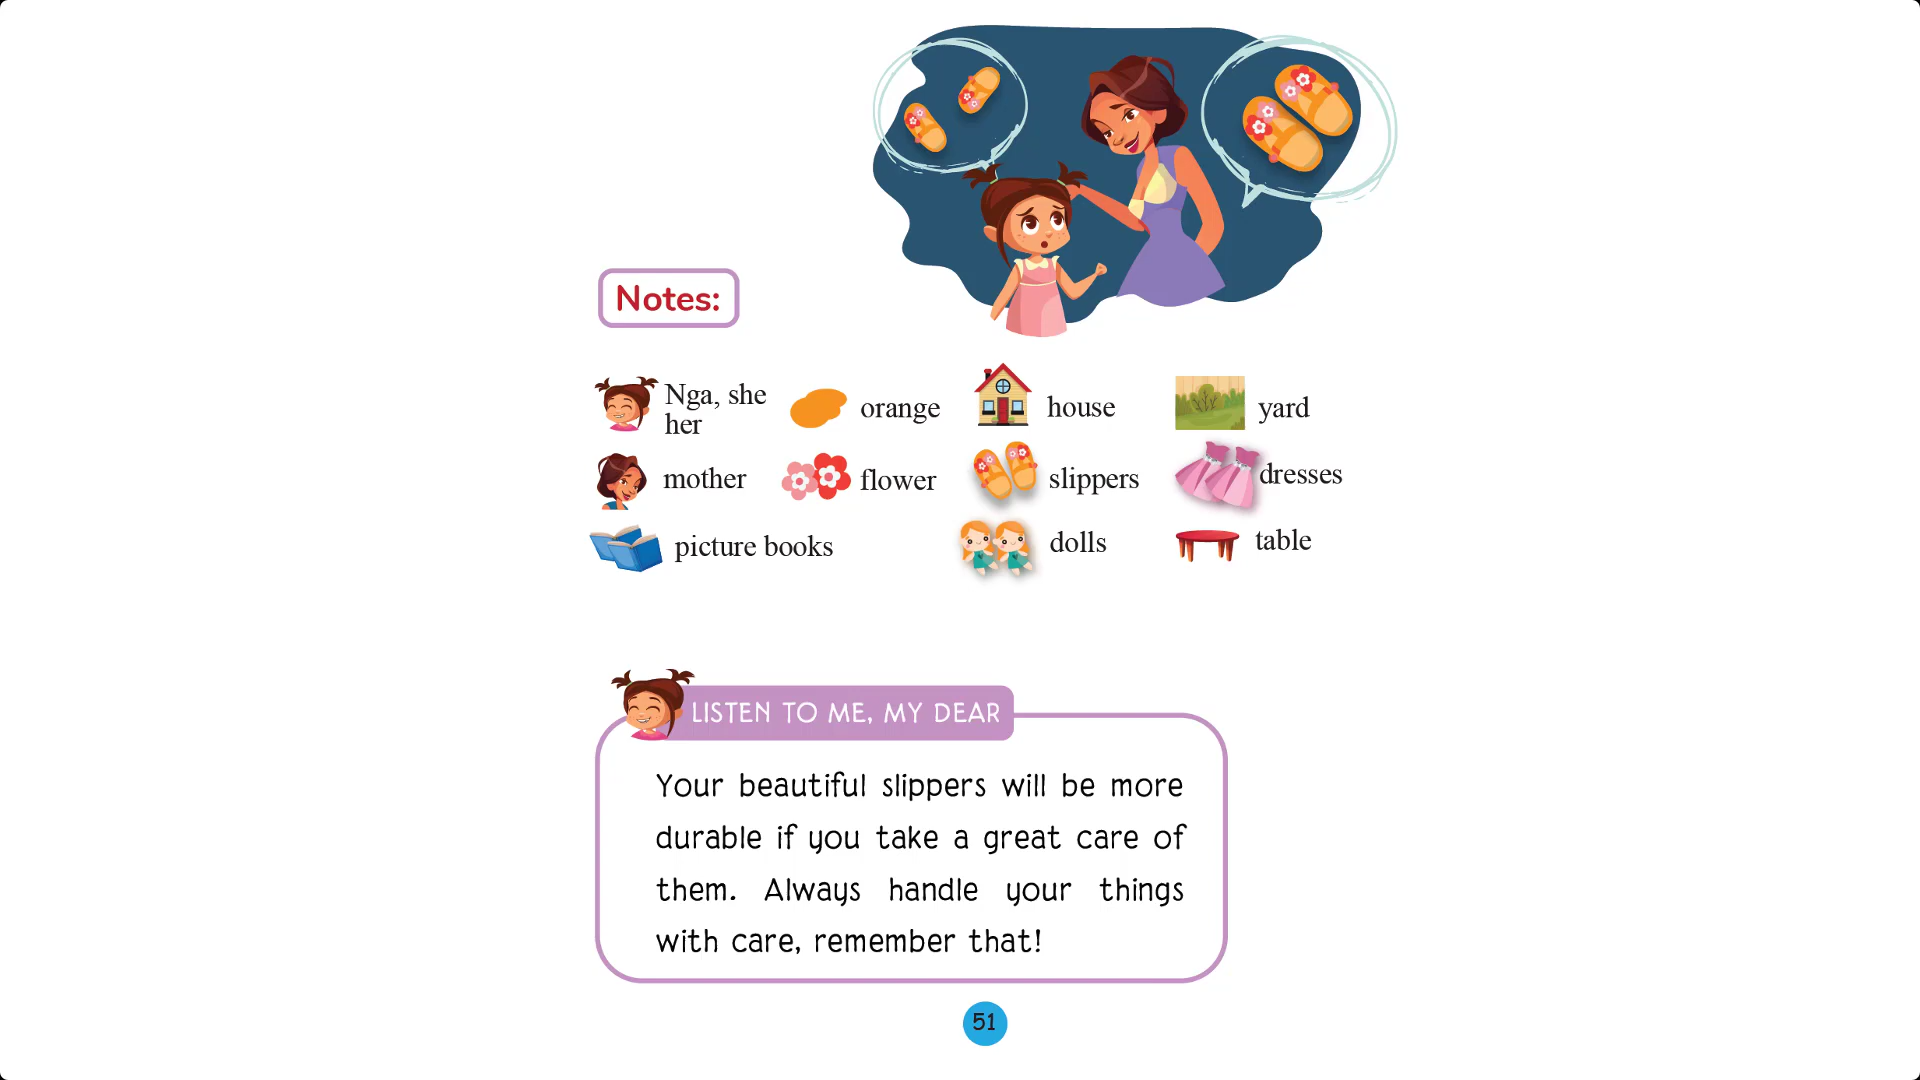 Notes:
Nga, she
her
orange
house
yard
mother
flower
slippers
dresses
picture books
dolls
table
LISTEN TO ME, MY DEAR
Your beautiful slippers will be more
durable if you take a great care of
them. Always handle your things
with care, remember that!
51